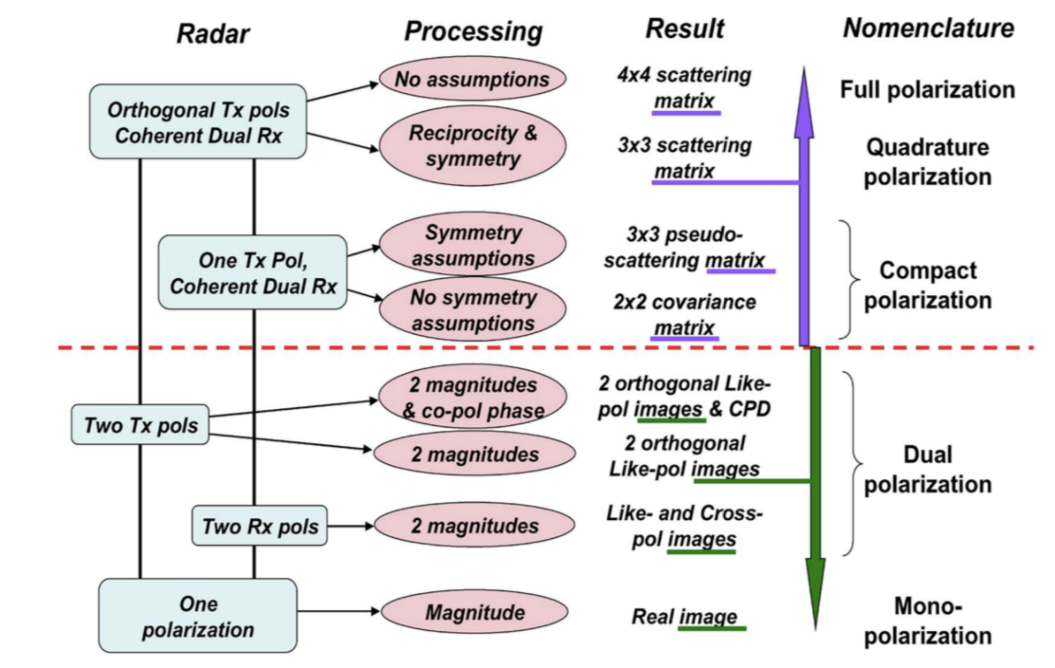 Radar
Processing
Result
Nomenclature
Orthogonal Tx pols
Coherent Dual Rx
No assumptions
4x4 scattering
matrix
Full polarization
Reciprocity &
symmetry
3x3 scattering
matrix
Quadrature
polarization
One Tx Pol,
Coherent Dual Rx
Symmetry
assumptions
3x3 pseudo-
scattering matrix
No symmetry
assumptions
2x2 covariance
matrix
Compact
polarization
Two Tx pols
2 magnitudes
& co-pol phase
2 orthogonal Like-
pol images & CPD
2 magnitudes
2 orthogonal
Like-pol images
Dual
polarization
Two Rx pols
2 magnitudes
Like- and Cross-
pol images
One
polarization
Magnitude
Real image
Mono-
polarization